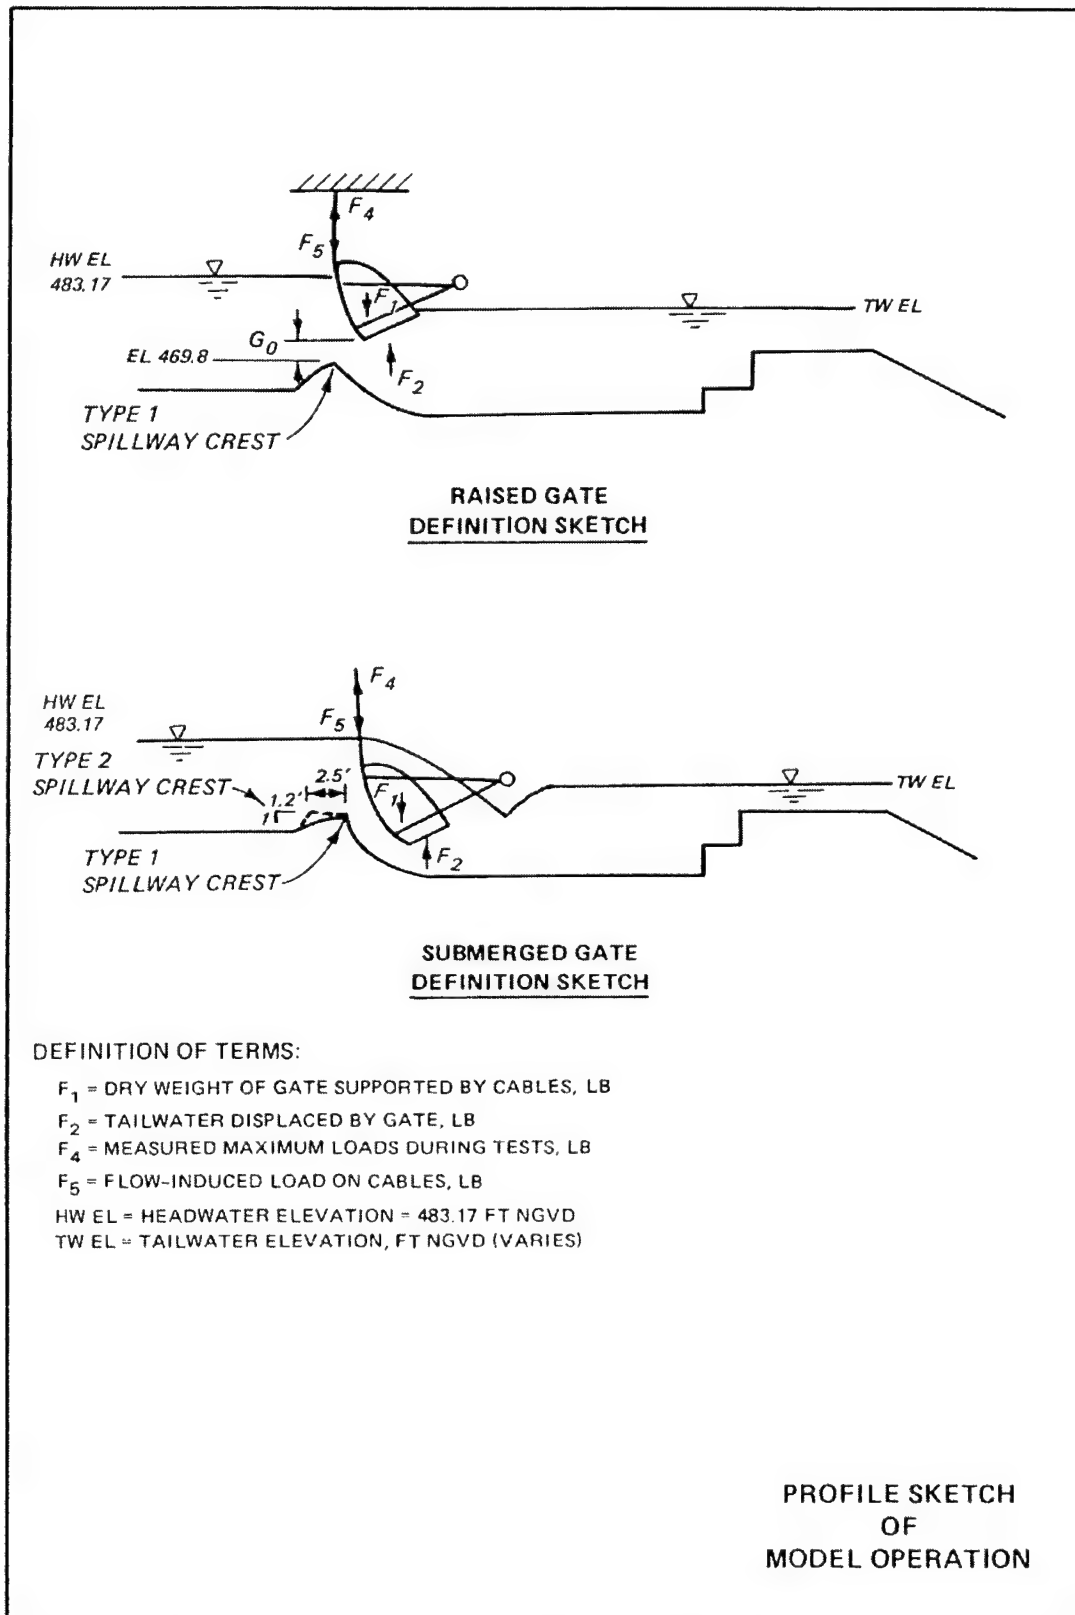 F4
F5
HW EL
483.17
F1
TW EL
G0
EL 469.8
F2
TYPE 1
SPILLWAY CREST
RAISED GATE
DEFINITION SKETCH
F4
HW EL
483.17
F5
TYPE 2
SPILLWAY CREST
2.5'
1.2'
1
F1
TW EL
F2
TYPE 1
SPILLWAY CREST
SUBMERGED GATE
DEFINITION SKETCH
DEFINITION OF TERMS:
F1 = DRY WEIGHT OF GATE SUPPORTED BY CABLES, LB
F2 = TAILWATER DISPLACED BY GATE, LB
F4 = MEASURED MAXIMUM LOADS DURING TESTS, LB
F5 = FLOW-INDUCED LOAD ON CABLES, LB
HW EL = HEADWATER ELEVATION = 483.17 FT NGVD
TW EL = TAILWATER ELEVATION, FT NGVD (VARIES)
PROFILE SKETCH
OF
MODEL OPERATION